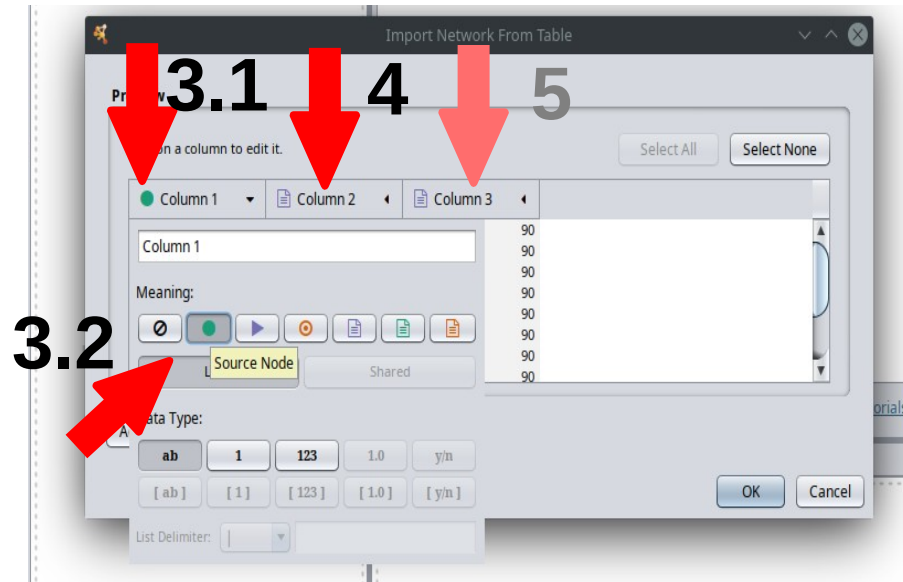 Import Network From Table
3.1
4
5
on a column to edit it.
Select All
Select None
Column 1
Column 2
Column 3
Column 1
90
90
90
90
90
90
90
90
Meaning:
3.2
Source Node
Shared
Data Type:
ab
1
123
1.0
y/n
[ ab ]
[ 1 ]
[ 123 ]
[ 1.0 ]
[ y/n ]
OK
Cancel
List Delimiter:
|